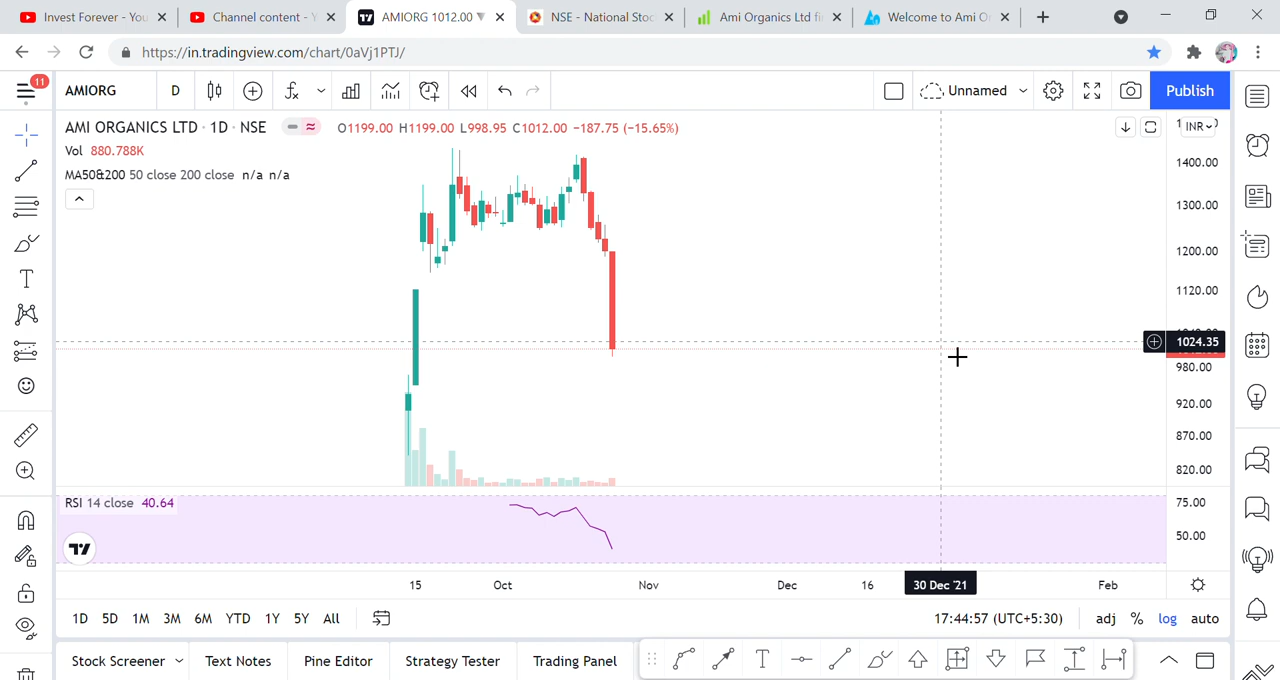 Invest Forever - You
Channel content - Y
AMIORG 1012.00
NSE - National Stoc
Ami Organics Ltd fi
Welcome to Ami O
https://in.tradingview.com/chart/0aVj1PTJ/
11
AMIORG
D
Unnamed
Publish
AMI ORGANICS LTD · 1D · NSE
O1199.00 H1199.00 L998.95 C1012.00 −187.75 (−15.65%)
INR
Vol 880.788K
1400.00
MA50&200 50 close 200 close n/a n/a
1300.00
1200.00
1120.00
1024.35
980.00
920.00
870.00
820.00
RSI 14 close 40.64
75.00
50.00
15
Oct
Nov
Dec
16
30 Dec '21
Feb
1D 5D 1M 3M 6M YTD 1Y 5Y All
17:44:57 (UTC+5:30)
adj % log auto
Stock Screener
Text Notes
Pine Editor
Strategy Tester
Trading Panel